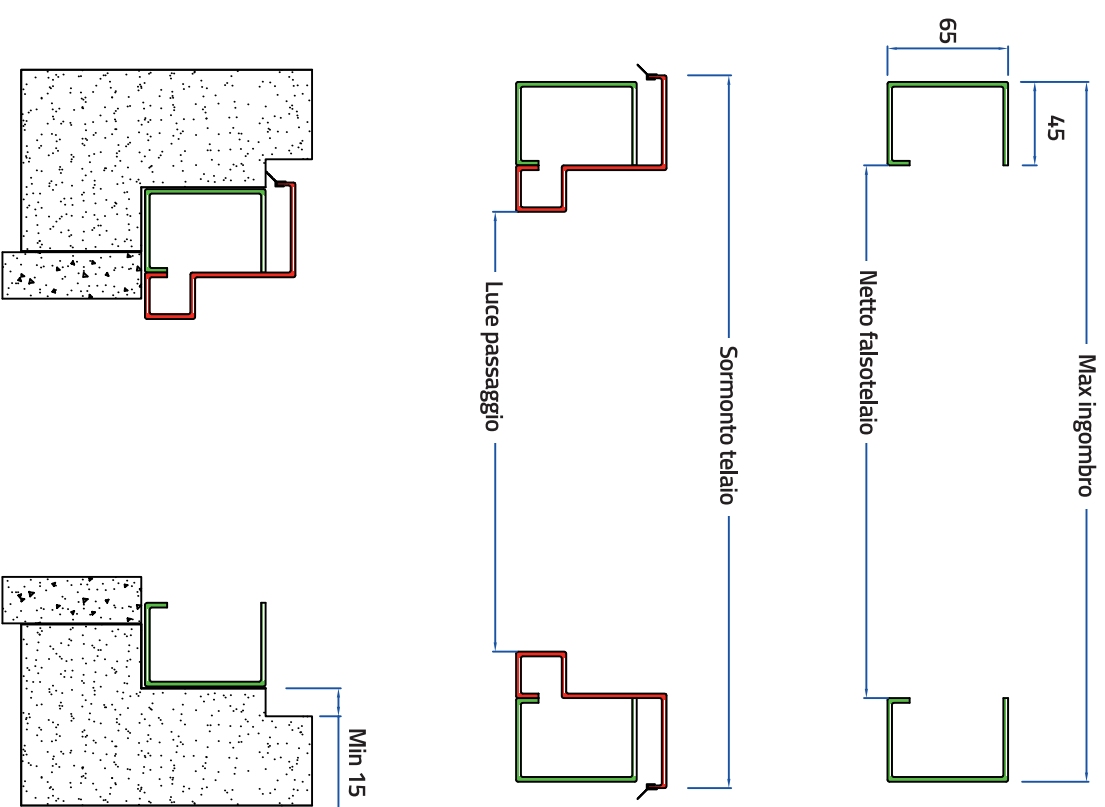 65
45
Max ingombro
Netto falsotelaio
Sormonto telaio
Luce passaggio
Min 15